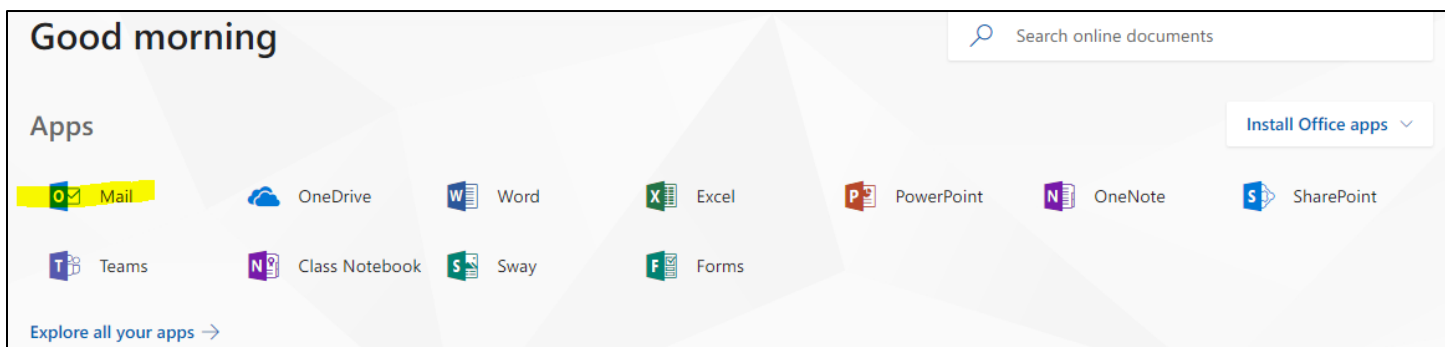 Good morning
Search online documents
Apps
Install Office apps
Mail OneDrive Word Excel PowerPoint OneNote SharePoint
Teams Class Notebook Sway Forms
Explore all your apps →